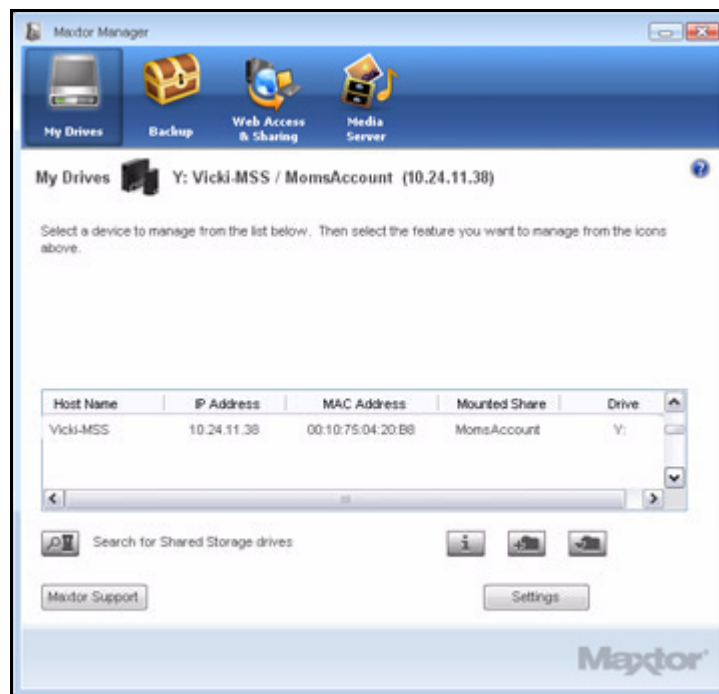 Maxtor Manager
My Drives
Backup
Web Access
& Sharing
Media
Server
My Drives Y: Vicki-MSS / MomsAccount (10.24.11.38)
Select a device to manage from the list below. Then select the feature you want to manage from the icons
above.
Host Name IP Address MAC Address Mounted Share Drive
Vicki-MSS 10.24.11.38 00:10:75:04:20:B8 MomsAccount Y:
Search for Shared Storage drives
Maxtor Support Settings
Maxtor